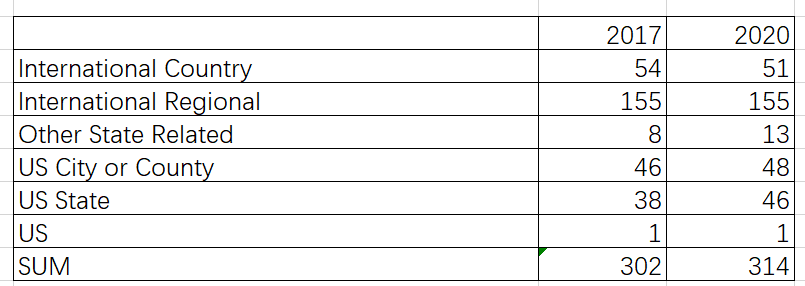 2017 2020
International Country 54 51
International Regional 155 155
Other State Related 8 13
US City or County 46 48
US State 38 46
US 1 1
SUM 302 314